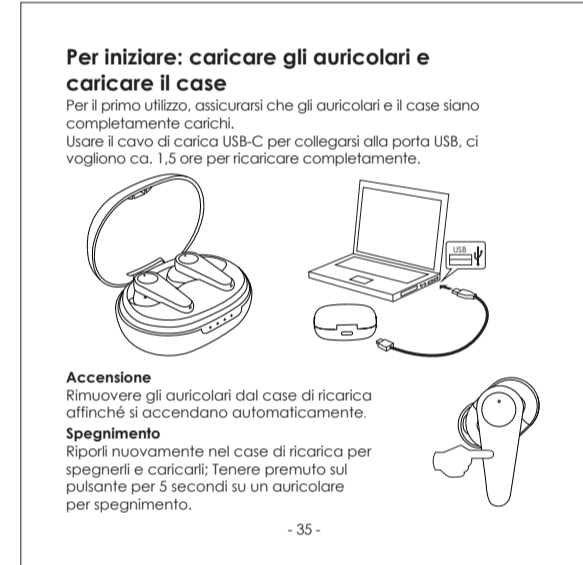 Per iniziare: caricare gli auricolari e
caricare il case
Per il primo utilizzo, assicurarsi che gli auricolari e il case siano
completamente carichi.
Usare il cavo di carica USB-C per collegarsi alla porta USB, ci
vogliono ca. 1,5 ore per ricaricare completamente.
USB
Accensione
Rimuovere gli auricolari dal case di ricarica
affinché si accendano automaticamente.
Spegnimento
Riporli nuovamente nel case di ricarica per
spegnerli e caricarli; Tenere premuto sul
pulsante per 5 secondi su un auricolare
per spegnimento.
- 35 -